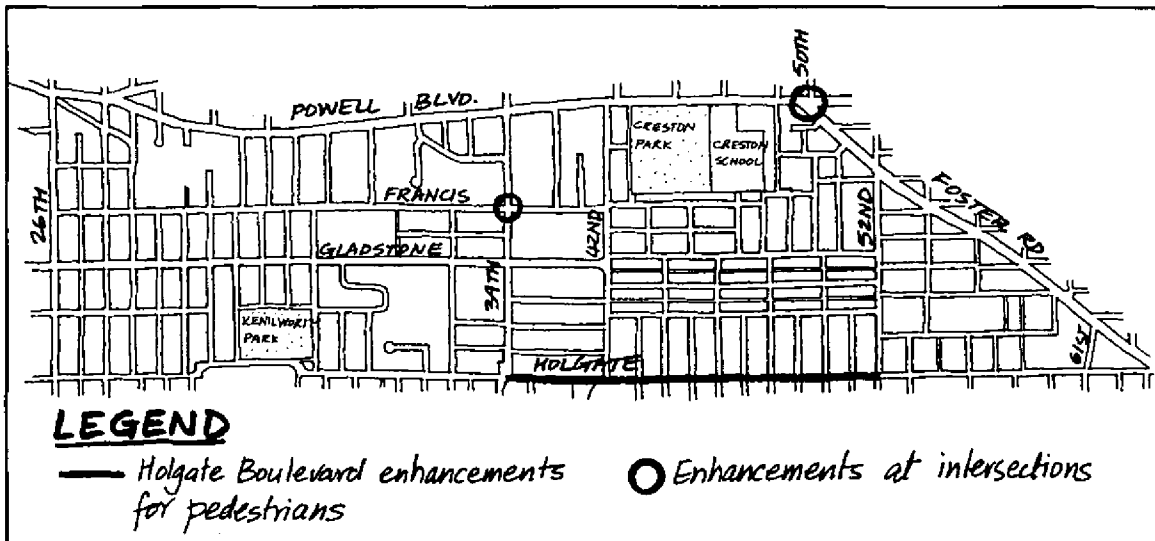 50TH
POWELL BLVD.
CRESTON
PARK
CRESTON
SCHOOL
FRANCIS
26TH
42ND
52ND
FOSTER RD
GLADSTONE
39TH
KENILWORTH
PARK
HOLGATE
61ST
LEGEND
Holgate Boulevard enhancements
for pedestrians
Enhancements at intersections